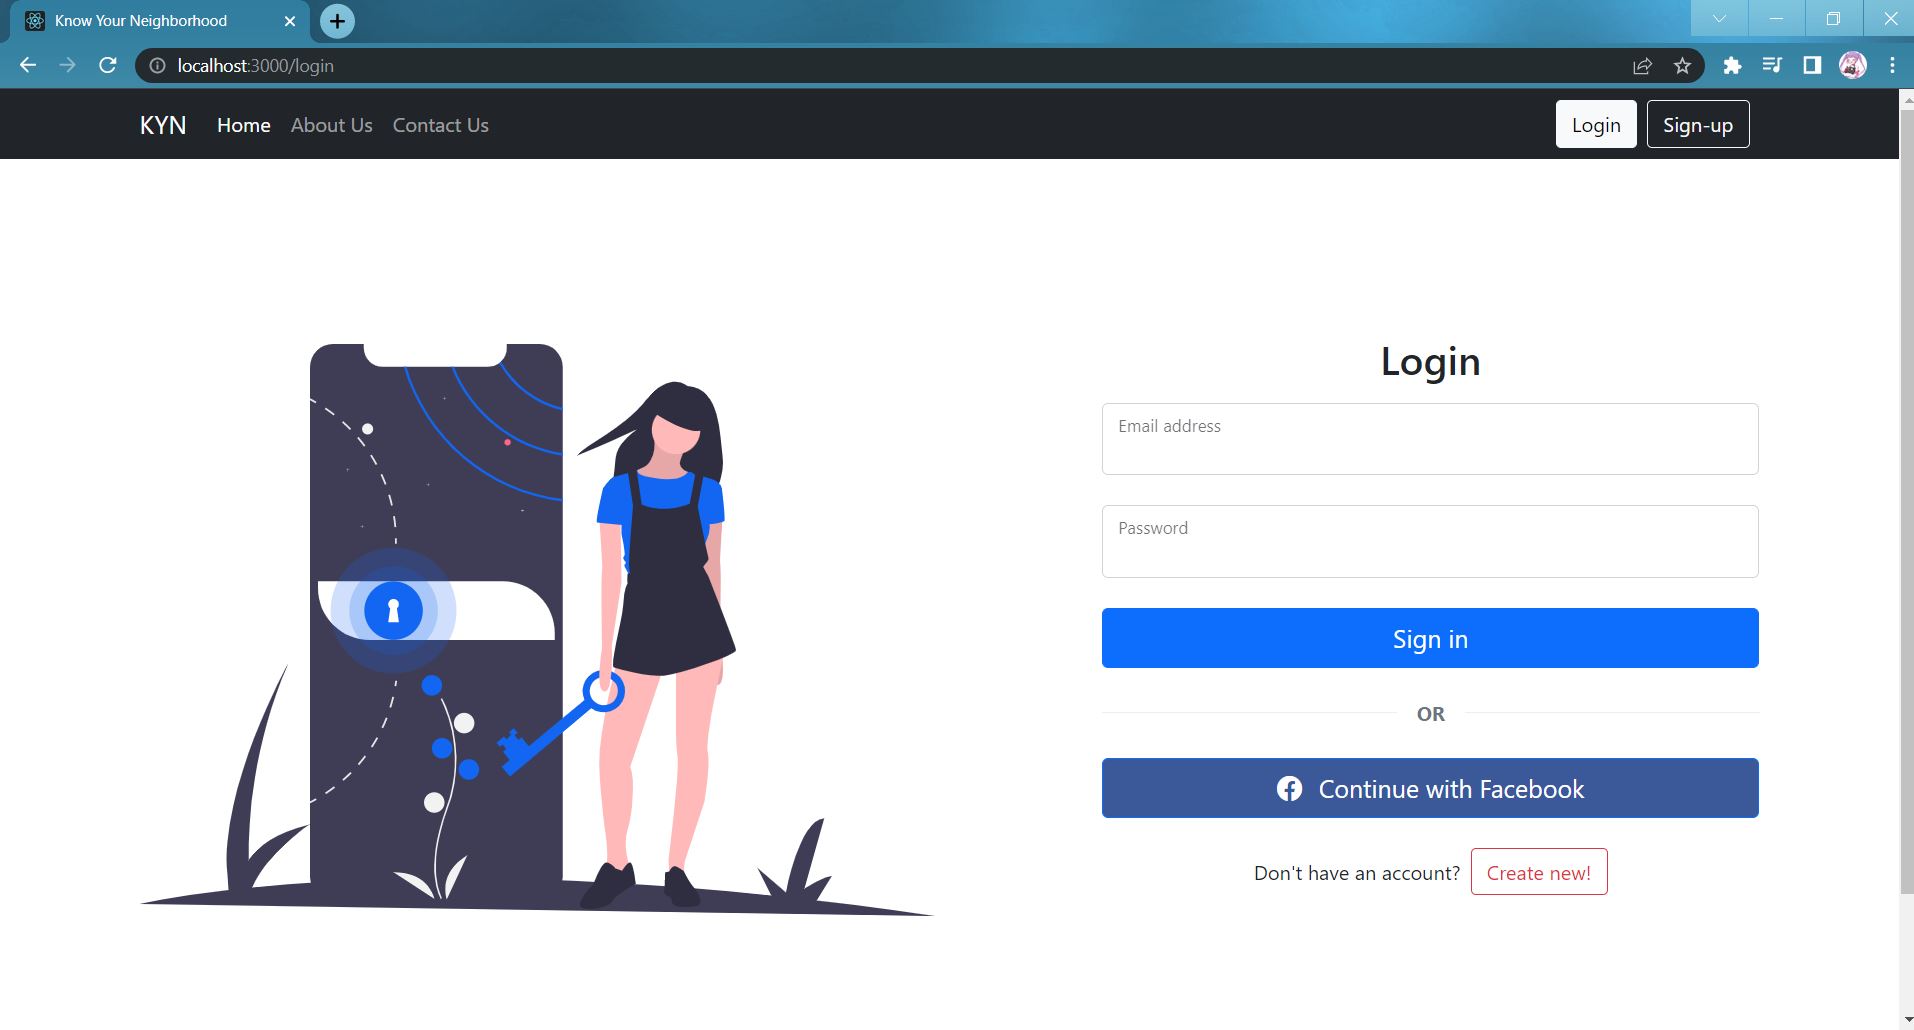 Know Your Neighborhood
localhost:3000/login
KYN Home About Us Contact Us Login Sign-up
Login
Email address
Password
Sign in
OR
Continue with Facebook
Don't have an account? Create new!